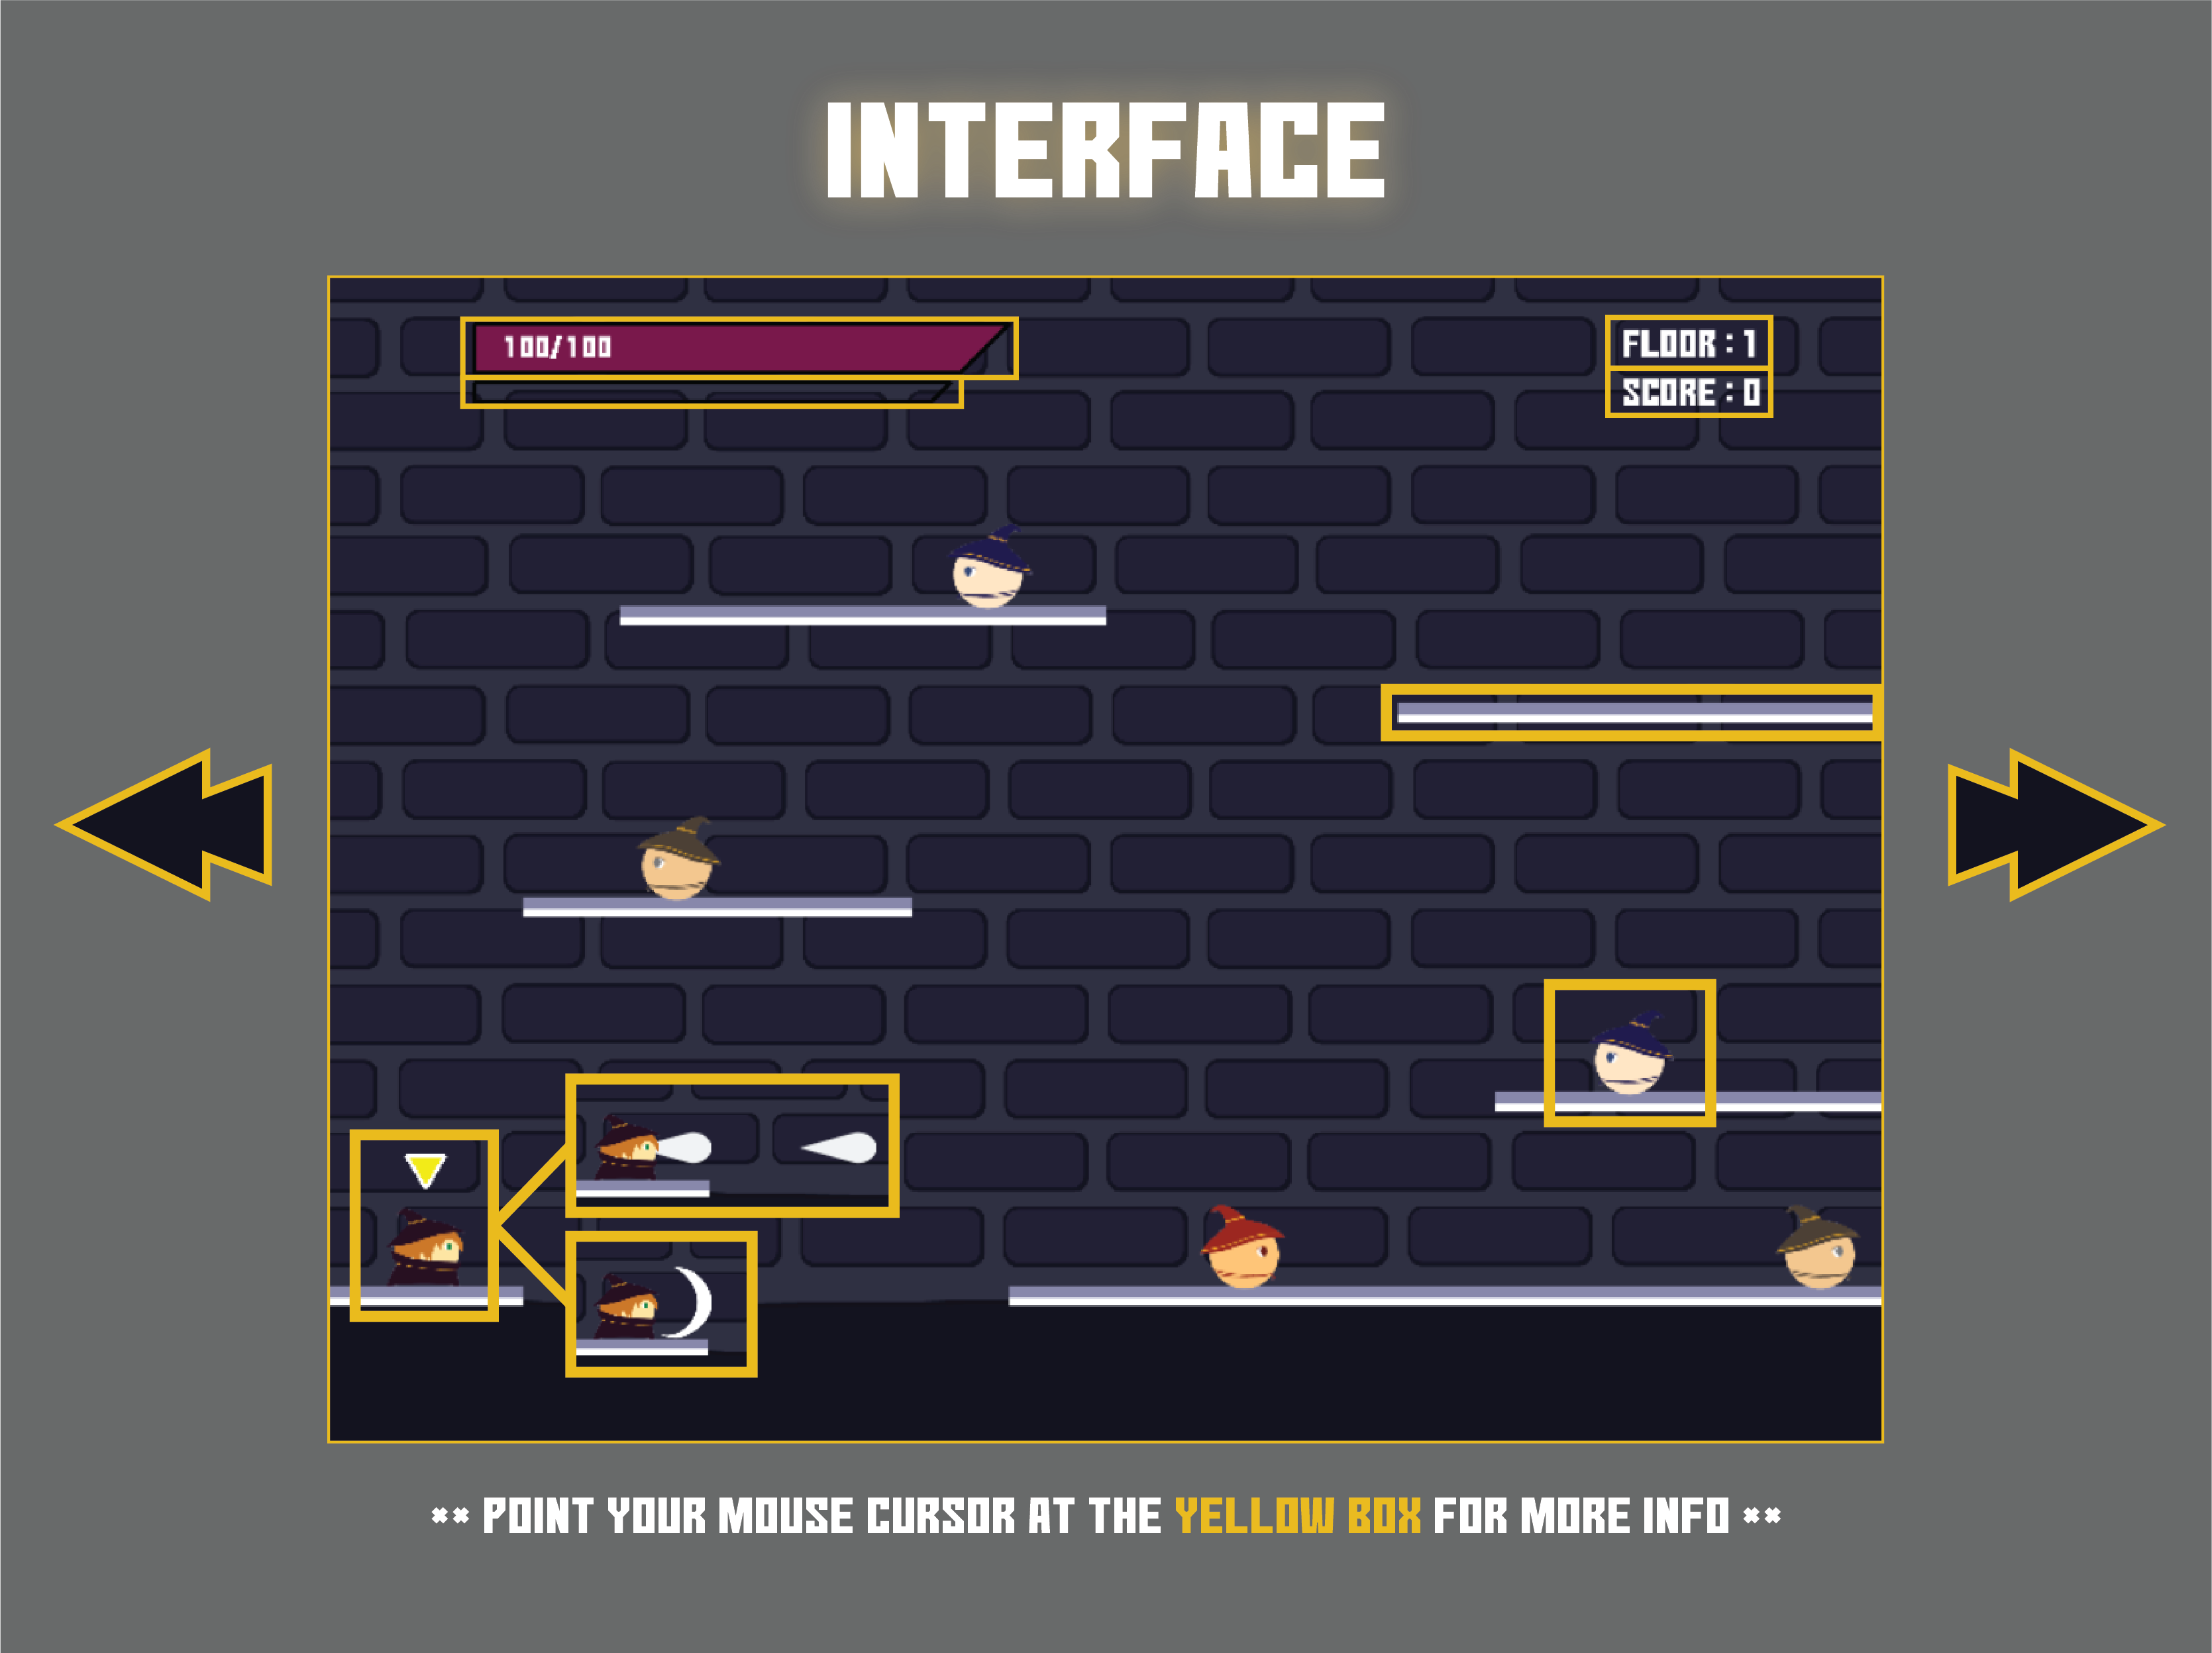 INTERFACE
100/100
FLOOR : 1
SCORE : 0
** POINT YOUR MOUSE CURSOR AT THE YELLOW BOX FOR MORE INFO **